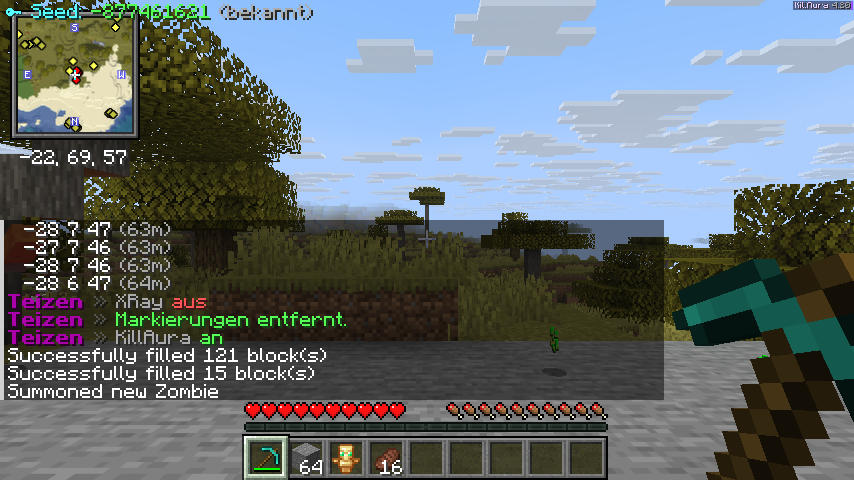 Seed: -877461621 (bekannt)
KillAura 4.30
S
E
W
N
-22, 69, 57
-28 7 47 (63m)
-27 7 46 (63m)
-28 7 46 (63m)
-28 6 47 (64m)
Teizen » XRay aus
Teizen » Markierungen entfernt.
Teizen » KillAura an
Successfully filled 121 block(s)
Successfully filled 15 block(s)
Summoned new Zombie
64
16